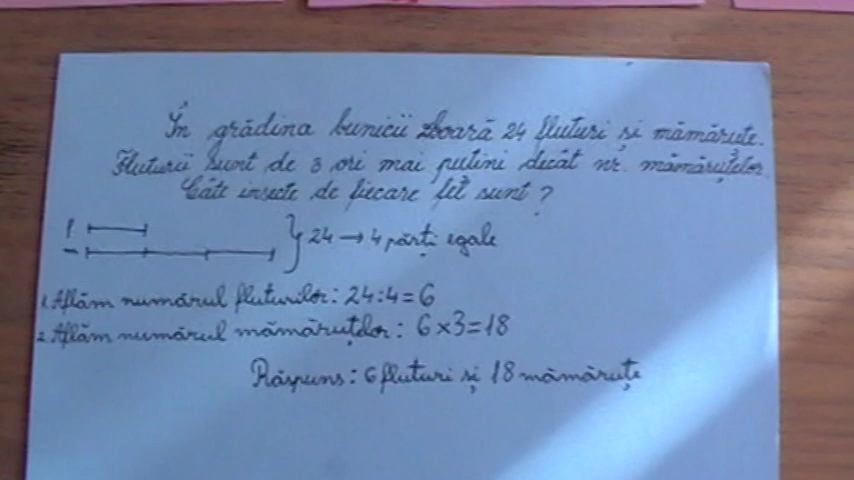 În grădina bunicii zboară 24 fluturi și mămăruțe.
Fluturii sunt de 3 ori mai puțini decât nr. mămăruțelor.
Câte insecte de fiecare fel sunt?
f
m
} 24 → 4 părți egale
1. Aflăm numărul fluturilor: 24:4=6
2. Aflăm numărul mămăruțelor: 6×3=18
Răspuns: 6 fluturi și 18 mămăruțe